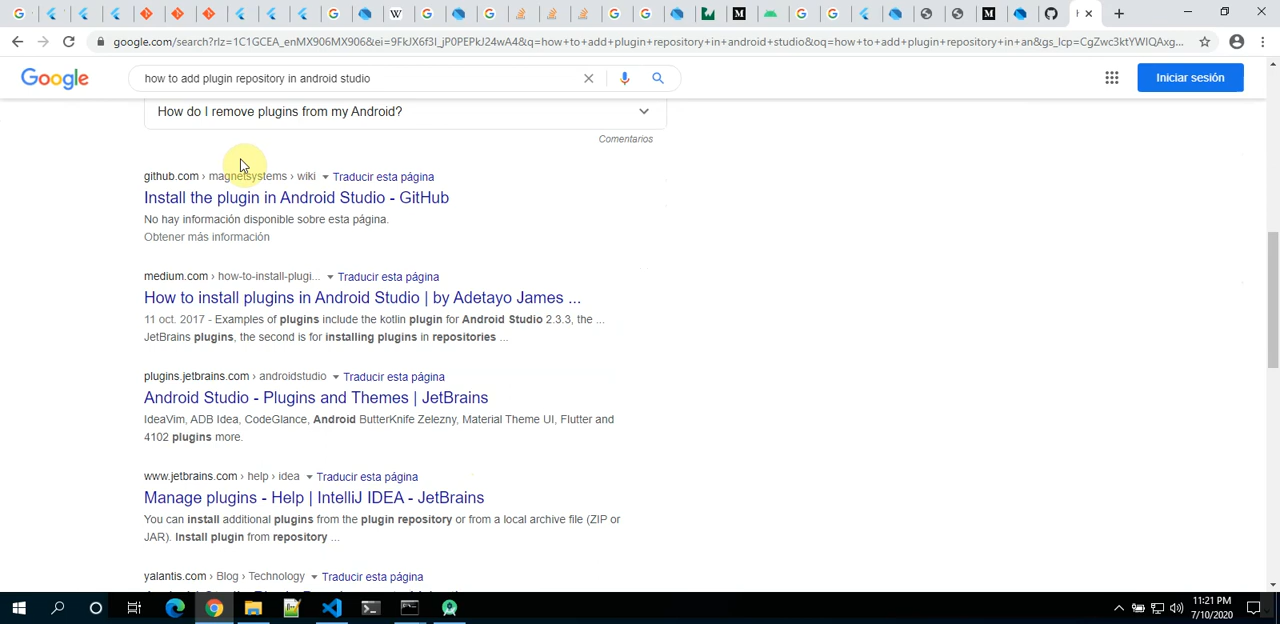 google.com/search?rlz=1C1GCEA_enMX906MX906&ei=9FkJX6f3I_jP0PEPkJ24wA4&q=how+to+add+plugin+repository+in+android+studio&oq=how+to+add+plugin+repository+in+an&gs_lcp=CgZwc3ktYWIQAxg...
Google
how to add plugin repository in android studio
Iniciar sesión
How do I remove plugins from my Android?
Comentarios
github.com › magnetsystems › wiki Traducir esta página
Install the plugin in Android Studio - GitHub
No hay información disponible sobre esta página.
Obtener más información
medium.com › how-to-install-plugi... Traducir esta página
How to install plugins in Android Studio | by Adetayo James ...
11 oct. 2017 - Examples of plugins include the kotlin plugin for Android Studio 2.3.3, the ...
JetBrains plugins, the second is for installing plugins in repositories ...
plugins.jetbrains.com › androidstudio Traducir esta página
Android Studio - Plugins and Themes | JetBrains
IdeaVim, ADB Idea, CodeGlance, Android ButterKnife Zelezny, Material Theme UI, Flutter and
4102 plugins more.
www.jetbrains.com › help › idea Traducir esta página
Manage plugins - Help | IntelliJ IDEA - JetBrains
You can install additional plugins from the plugin repository or from a local archive file (ZIP or
JAR). Install plugin from repository ...
yalantis.com › Blog › Technology Traducir esta página
11:21 PM
7/10/2020